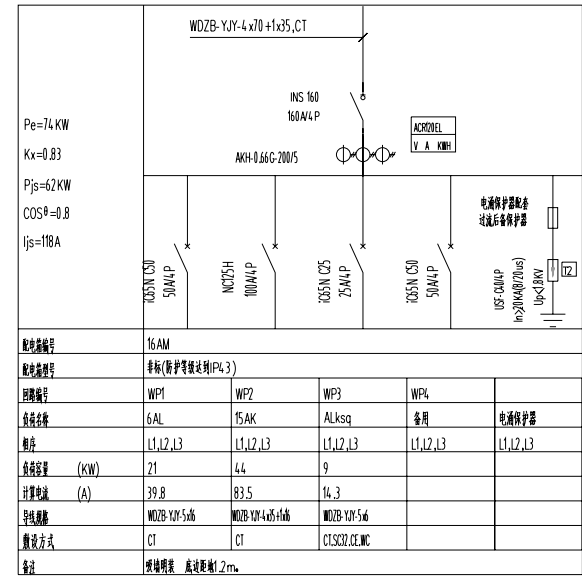 WDZB-YJY-4x70+1x35,CT
INS 160
160A/4P
ACR120EL
V A KWH
AKH-0.66G-200/5
Pe=74KW
Kx=0.83
Pjs=62KW
COSθ=0.8
Ijs=118A
iC65N C50
50A/4P
NC125H
100A/4P
iC65N C25
25A/4P
iC65N C50
50A/4P
电涌保护器配套
过流后备保护器
T2
USF-C40/4P
In≥20KA(8/20us)
Up<1.8KV
配电箱编号 16AM
配电箱型号 非标(防护等级达到IP43)
回路编号 WP1 WP2 WP3 WP4
负荷名称 6AL 15AK ALksq 备用 电涌保护器
相序 L1,L2,L3 L1,L2,L3 L1,L2,L3 L1,L2,L3 L1,L2,L3
负荷容量 (KW) 21 44 9
计算电流 (A) 39.8 83.5 14.3
导线规格 WDZB-YJY-5x16 WDZB-YJY-4x35+1x16 WDZB-YJY-5x6
敷设方式 CT CT CT,SC32,CE,WC
备注 嵌墙明装 底边距地1.2m。